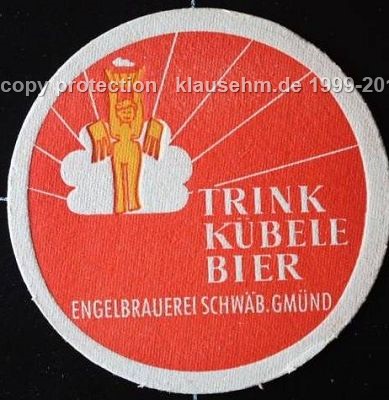 copy protection klausehm.de 1999-201
TRINK
KÜBELE
BIER
ENGELBRAUEREI SCHWÄB. GMÜND